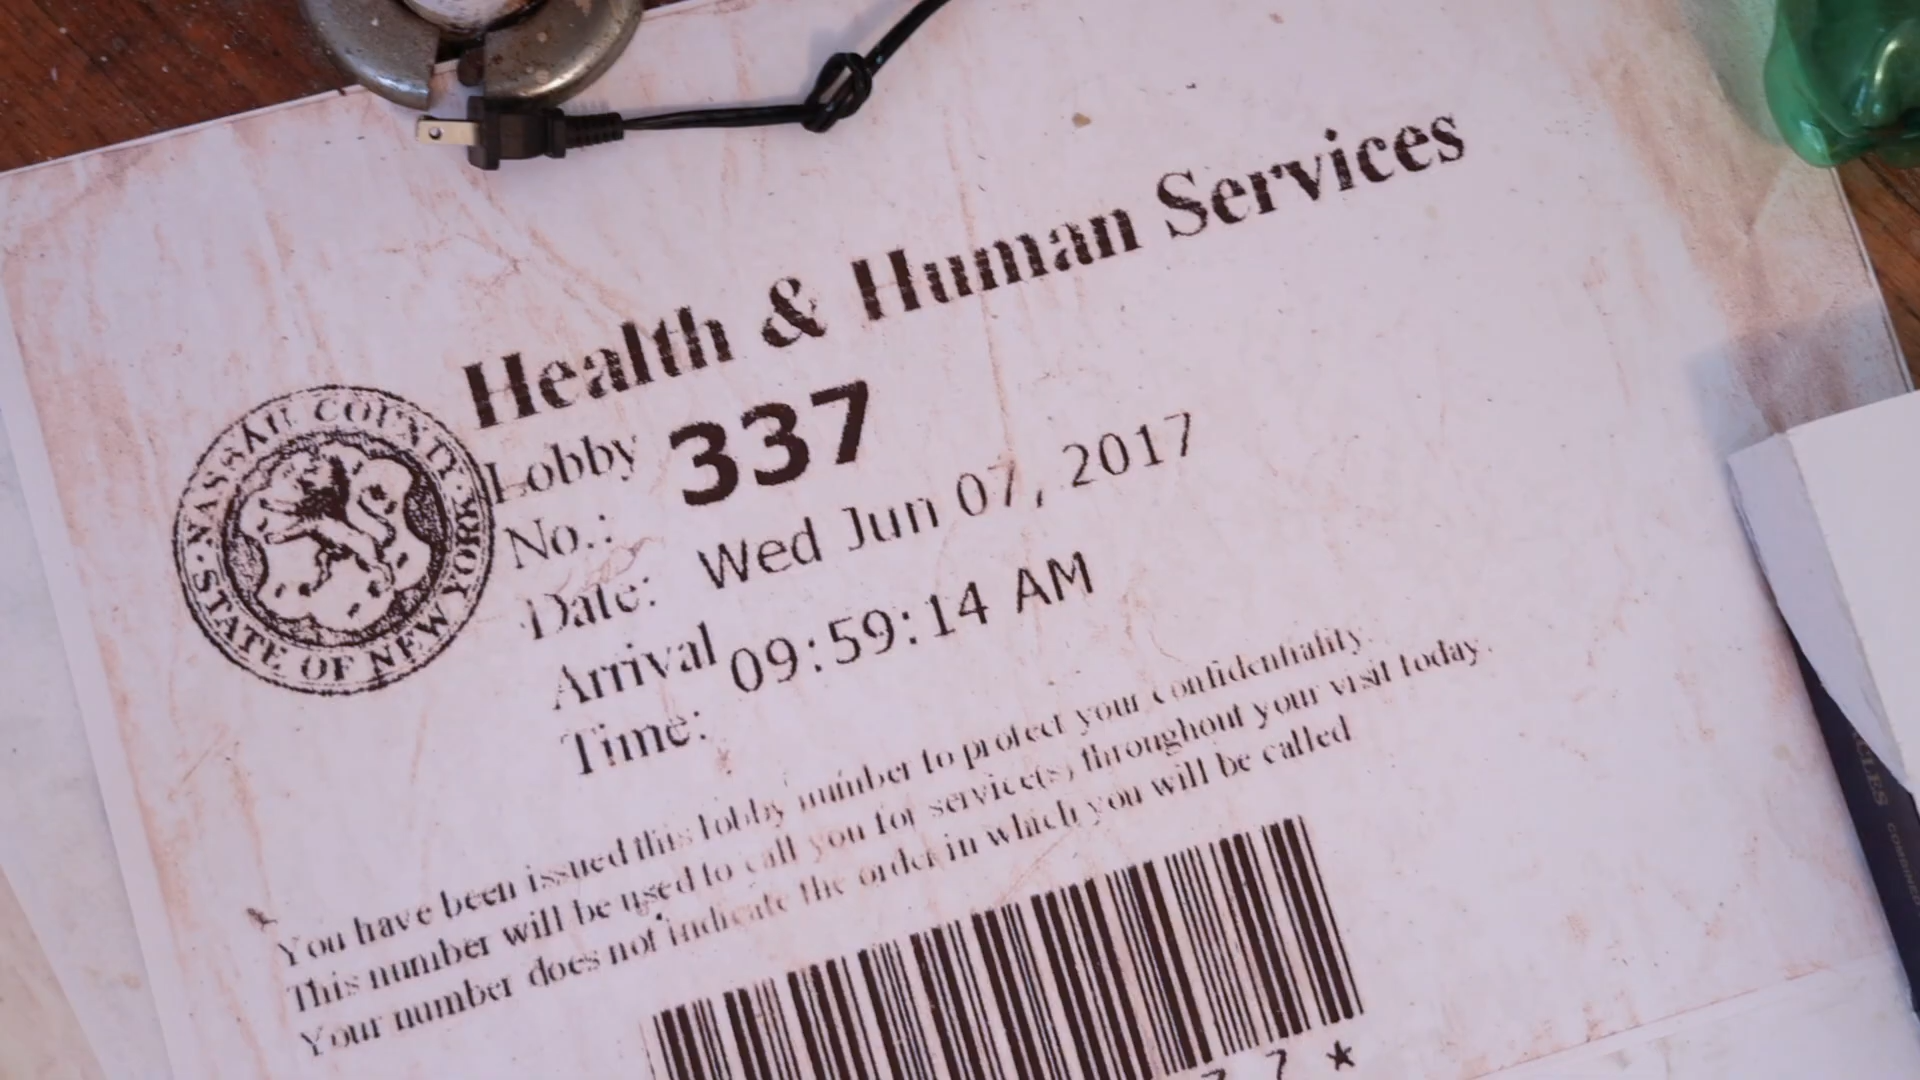 Health & Human Services
NASSAU COUNTY · STATE OF NEW YORK ·
Lobby No.: 337
Date: Wed Jun 07, 2017
Arrival Time: 09:59:14 AM
You have been issued this lobby number to protect your confidentiality.
This number will be used to call you for service(s) throughout your visit today.
Your number does not indicate the order in which you will be called
7 *
COMBINED